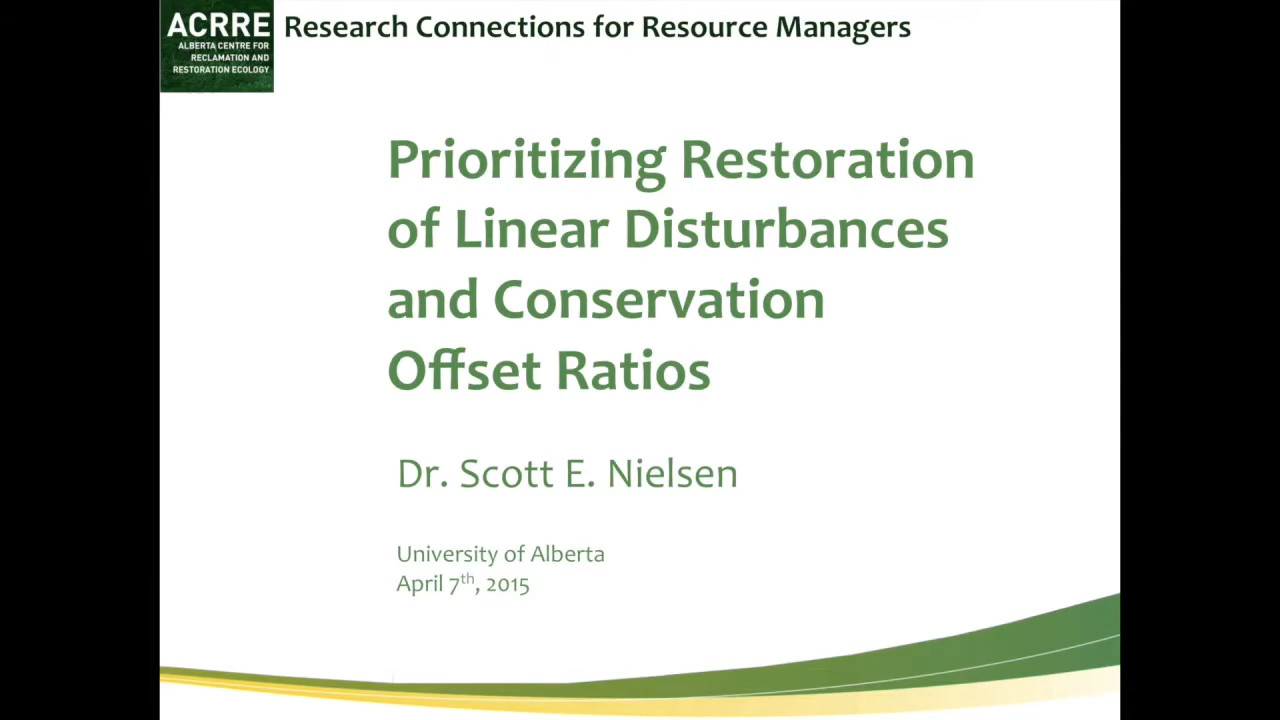 ACRRE
ALBERTA CENTRE FOR
RECLAMATION AND
RESTORATION ECOLOGY
Research Connections for Resource Managers
Prioritizing Restoration
of Linear Disturbances
and Conservation
Offset Ratios
Dr. Scott E. Nielsen
University of Alberta
April 7th, 2015